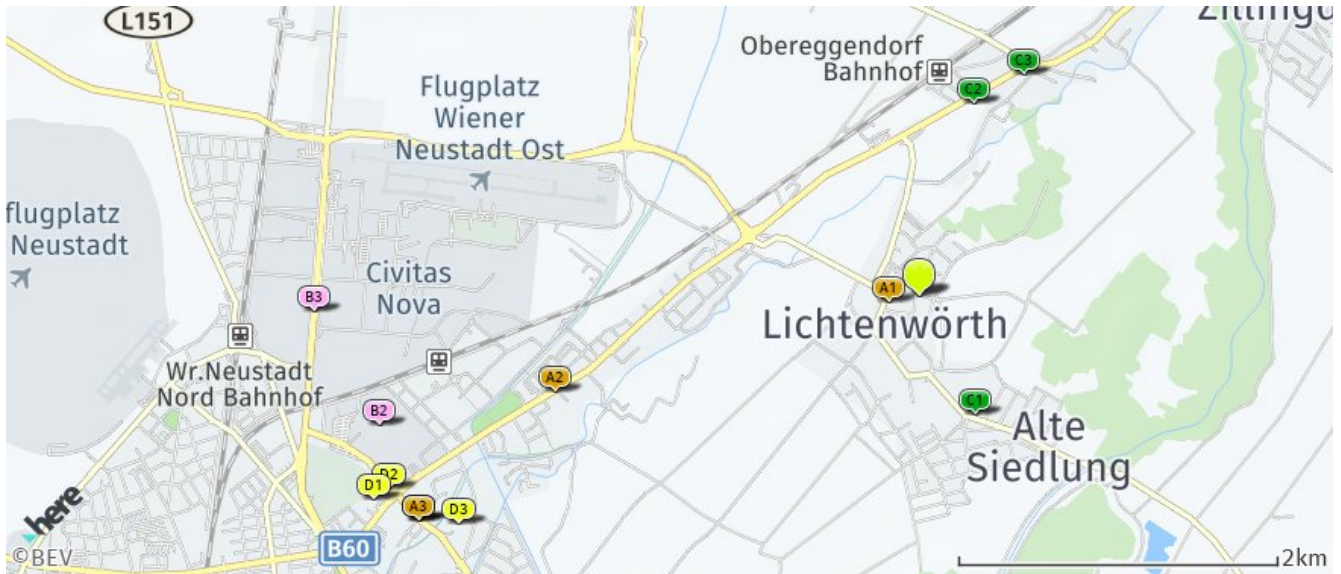 L151
Obereggendorf
Bahnhof
C3
C2
Flugplatz
Wiener
Neustadt Ost
flugplatz
Neustadt
Civitas
Nova
B3
A1
Lichtenwörth
Wr.Neustadt
Nord Bahnhof
A2
B2
C1
Alte
Siedlung
D2
D1
A3
D3
here
B60
©BEV
2km